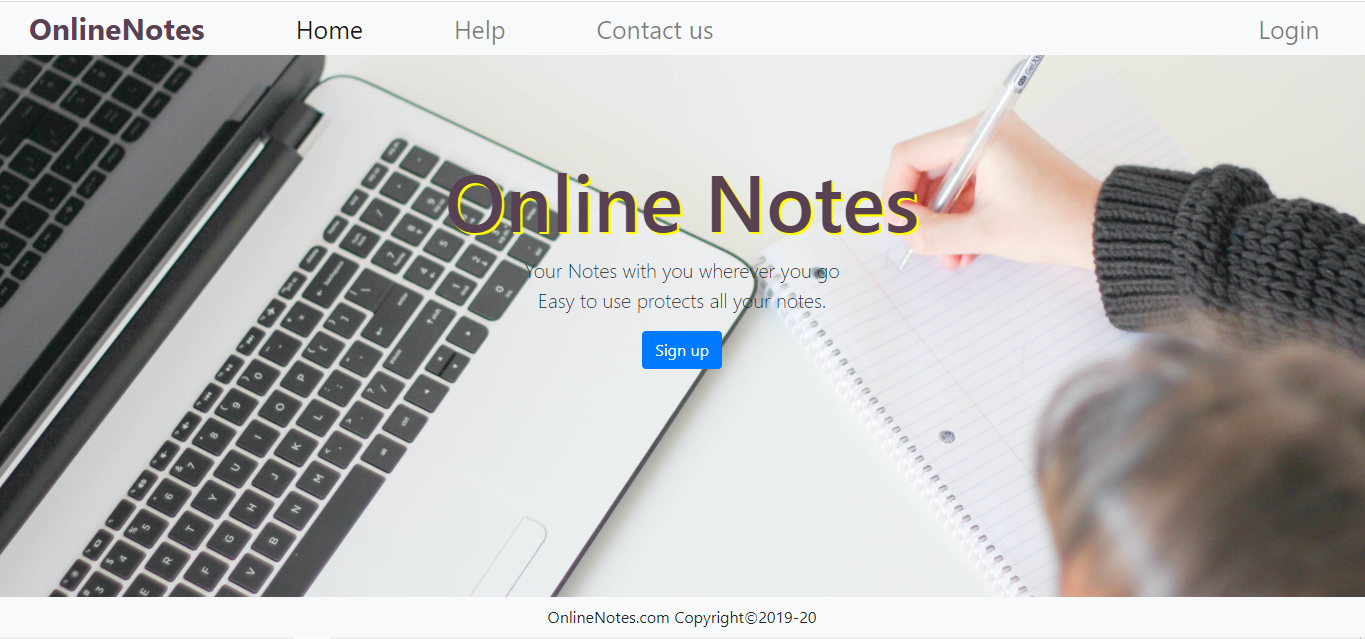 OnlineNotes Home Help Contact us Login
Online Notes
Your Notes with you wherever you go
Easy to use protects all your notes.
Sign up
OnlineNotes.com Copyright©2019-20